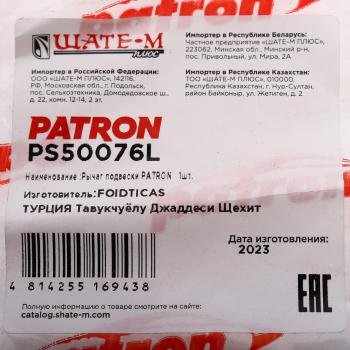 Patron
ШАТЕ-М
ПЛЮС
Импортер в Республике Беларусь:
Частное предприятие «ШАТЕ-М ПЛЮС»,
223062, Минская обл., Минский р-н,
пос. Привольный, ул. Мира, 2А
Импортер в Российской Федерации:
ООО «ШАТЕ-М ПЛЮС», 142116,
РФ, Московская обл., г. Подольск,
пос. Сельхозтехника, Домодедовское ш.,
д. 22, комн. 12-14, 2 эт.
Импортер в Республике Казахстан:
ТОО «ШАТЕ-М ПЛЮС», 010000,
Республика Казахстан, г. Нур-Султан,
район Байконыр, ул. Жетиген, д. 2
PATRON
PS50076L
Наименование:Рычаг подвески PATRON 1шт.
Изготовитель:FOIDTICAS
ТУРЦИЯ Тавукчуёлу Джаддеси Щехит
Дата изготовления:
2023
4 814255 169438
EAC
Полную информацию о товаре смотрите на сайте:
catalog.shate-m.com
patron